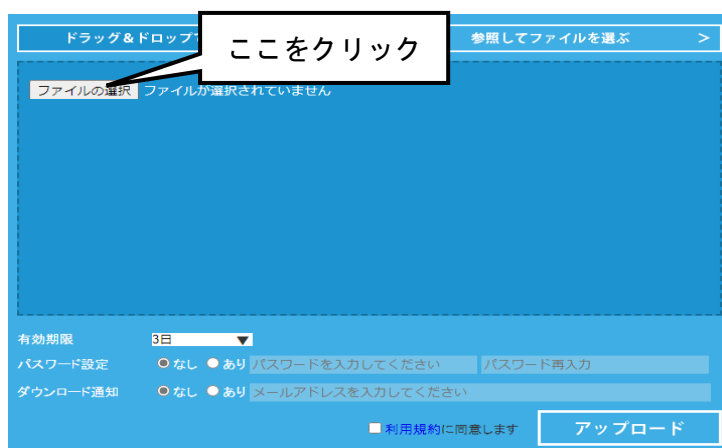 ドラッグ&ドロップ
ここをクリック
参照してファイルを選ぶ >
ファイルの選択 ファイルが選択されていません
有効期限 3日
パスワード設定 なし あり パスワードを入力してください パスワード再入力
ダウンロード通知 なし あり メールアドレスを入力してください
利用規約に同意します アップロード